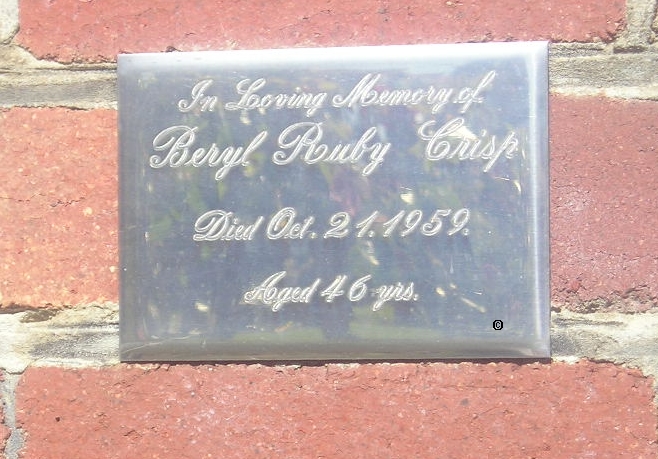 In Loving Memory of
Beryl Ruby Crisp
Died Oct. 21. 1959.
Aged 46 yrs.
©